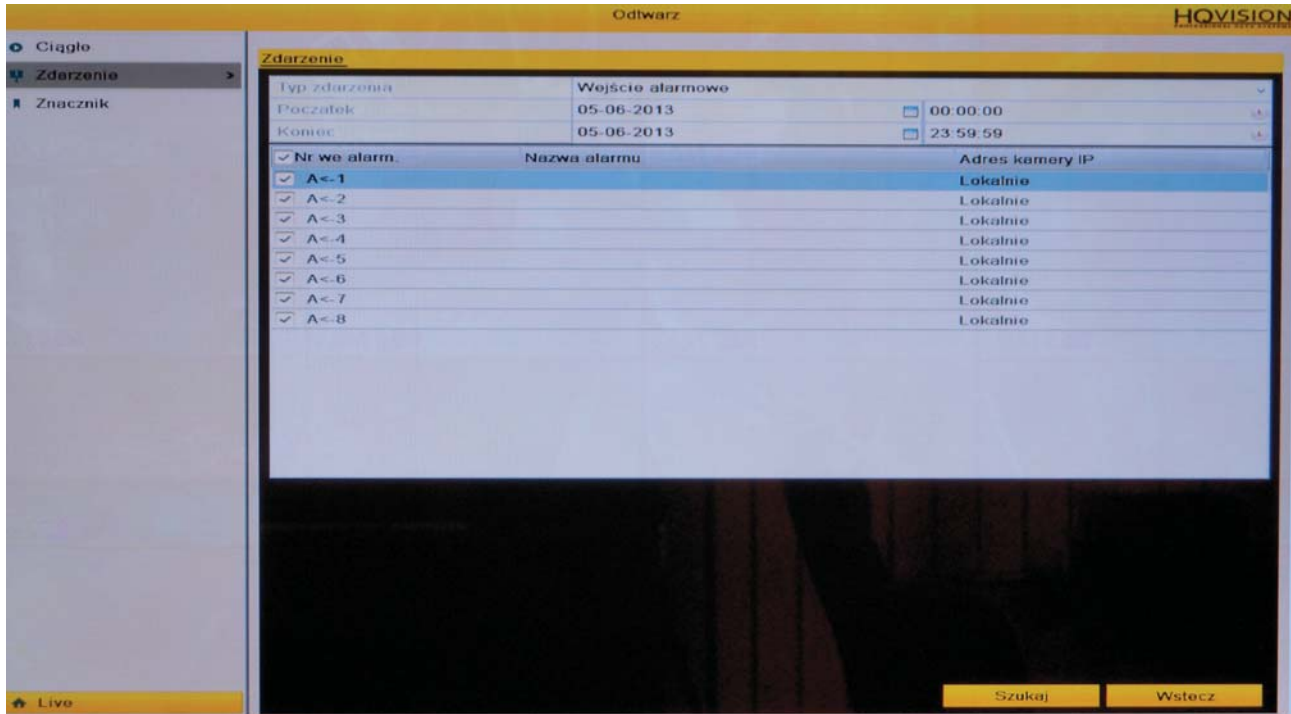 Odtwarz
HQVISION
Ciągło
Zdarzenie >
Znacznik
Zdarzenie
Typ zdarzenia Wejście alarmowe
Początek 05-06-2013 00:00:00
Koniec 05-06-2013 23:59:59
Nr we alarm. Nazwa alarmu Adres kamery IP
A<-1 Lokalnie
A<-2 Lokalnie
A<-3 Lokalnie
A<-4 Lokalnie
A<-5 Lokalnie
A<-6 Lokalnie
A<-7 Lokalnie
A<-8 Lokalnie
Live
Szukaj Wstecz